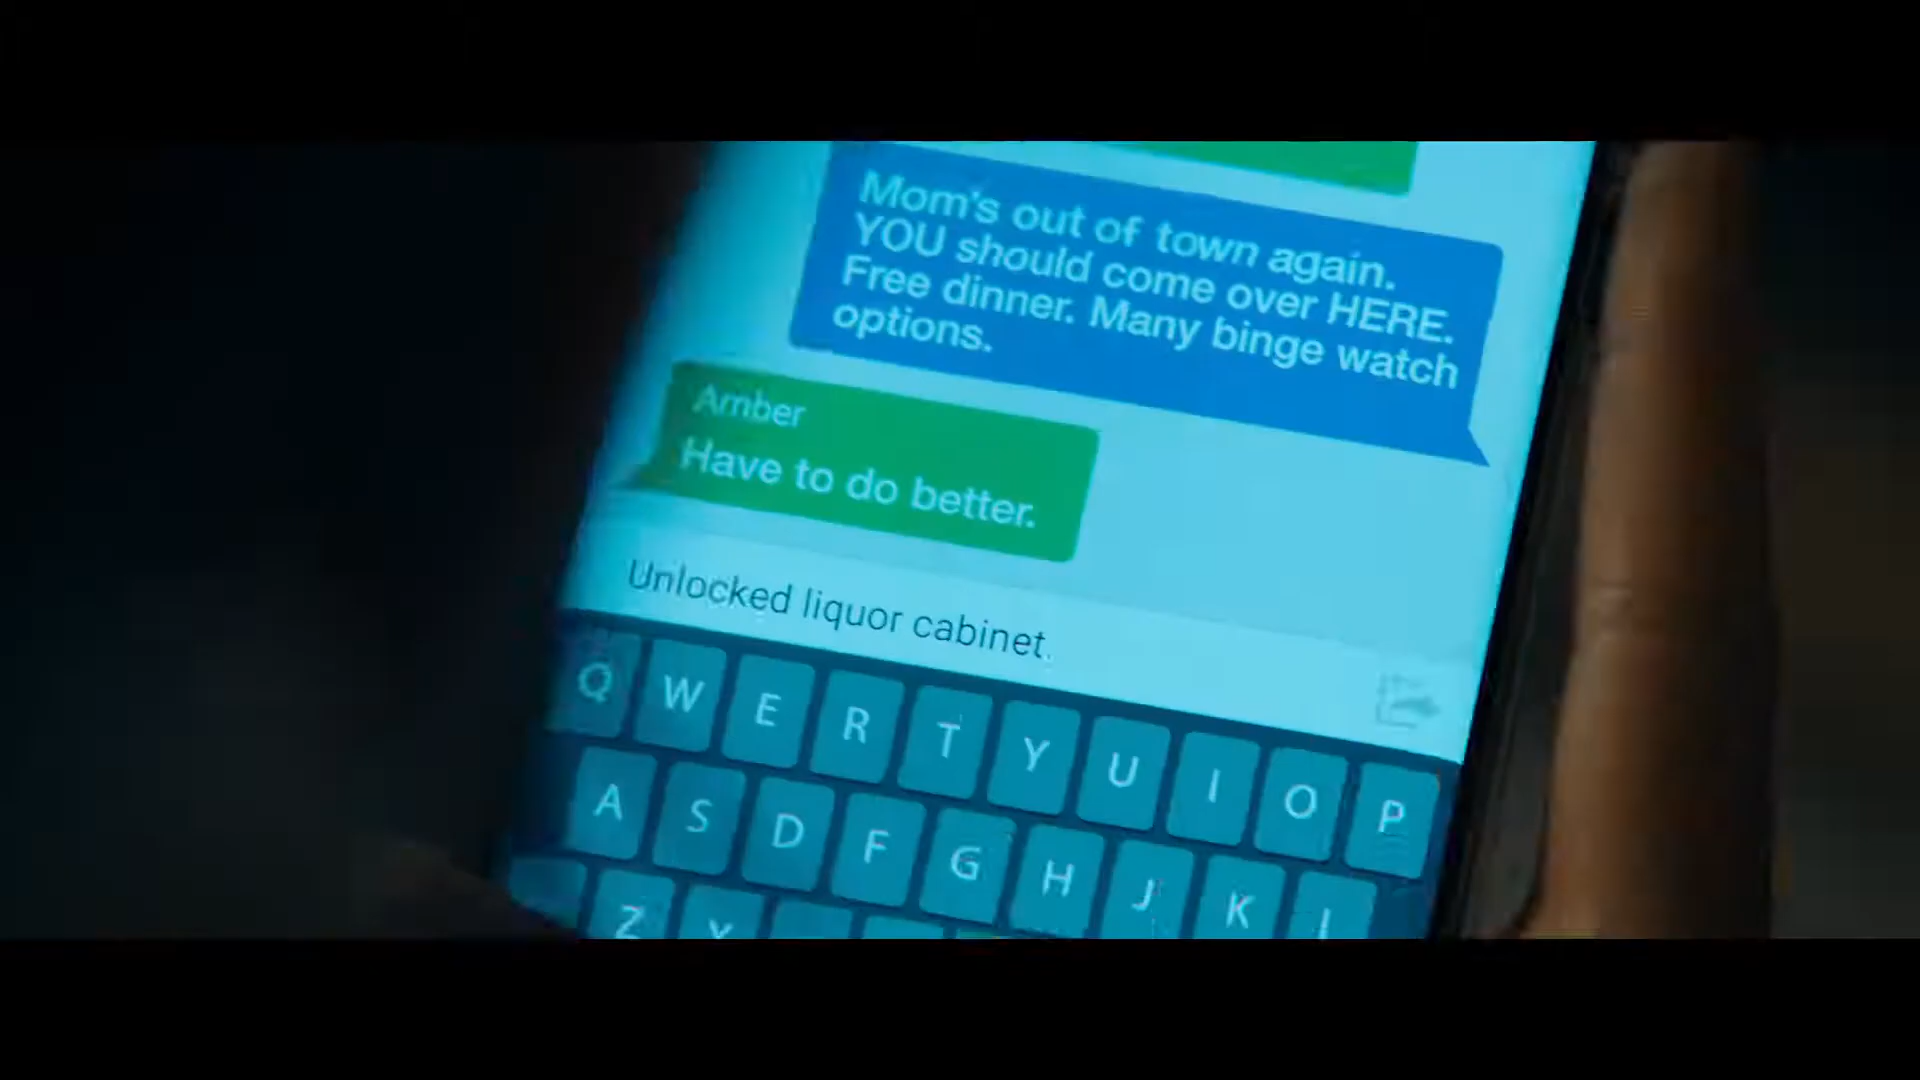 Mom's out of town again.
YOU should come over HERE.
Free dinner. Many binge watch
options.
Amber
Have to do better.
Unlocked liquor cabinet.
Q W E R T Y U I O P
A S D F G H J K L
Z X